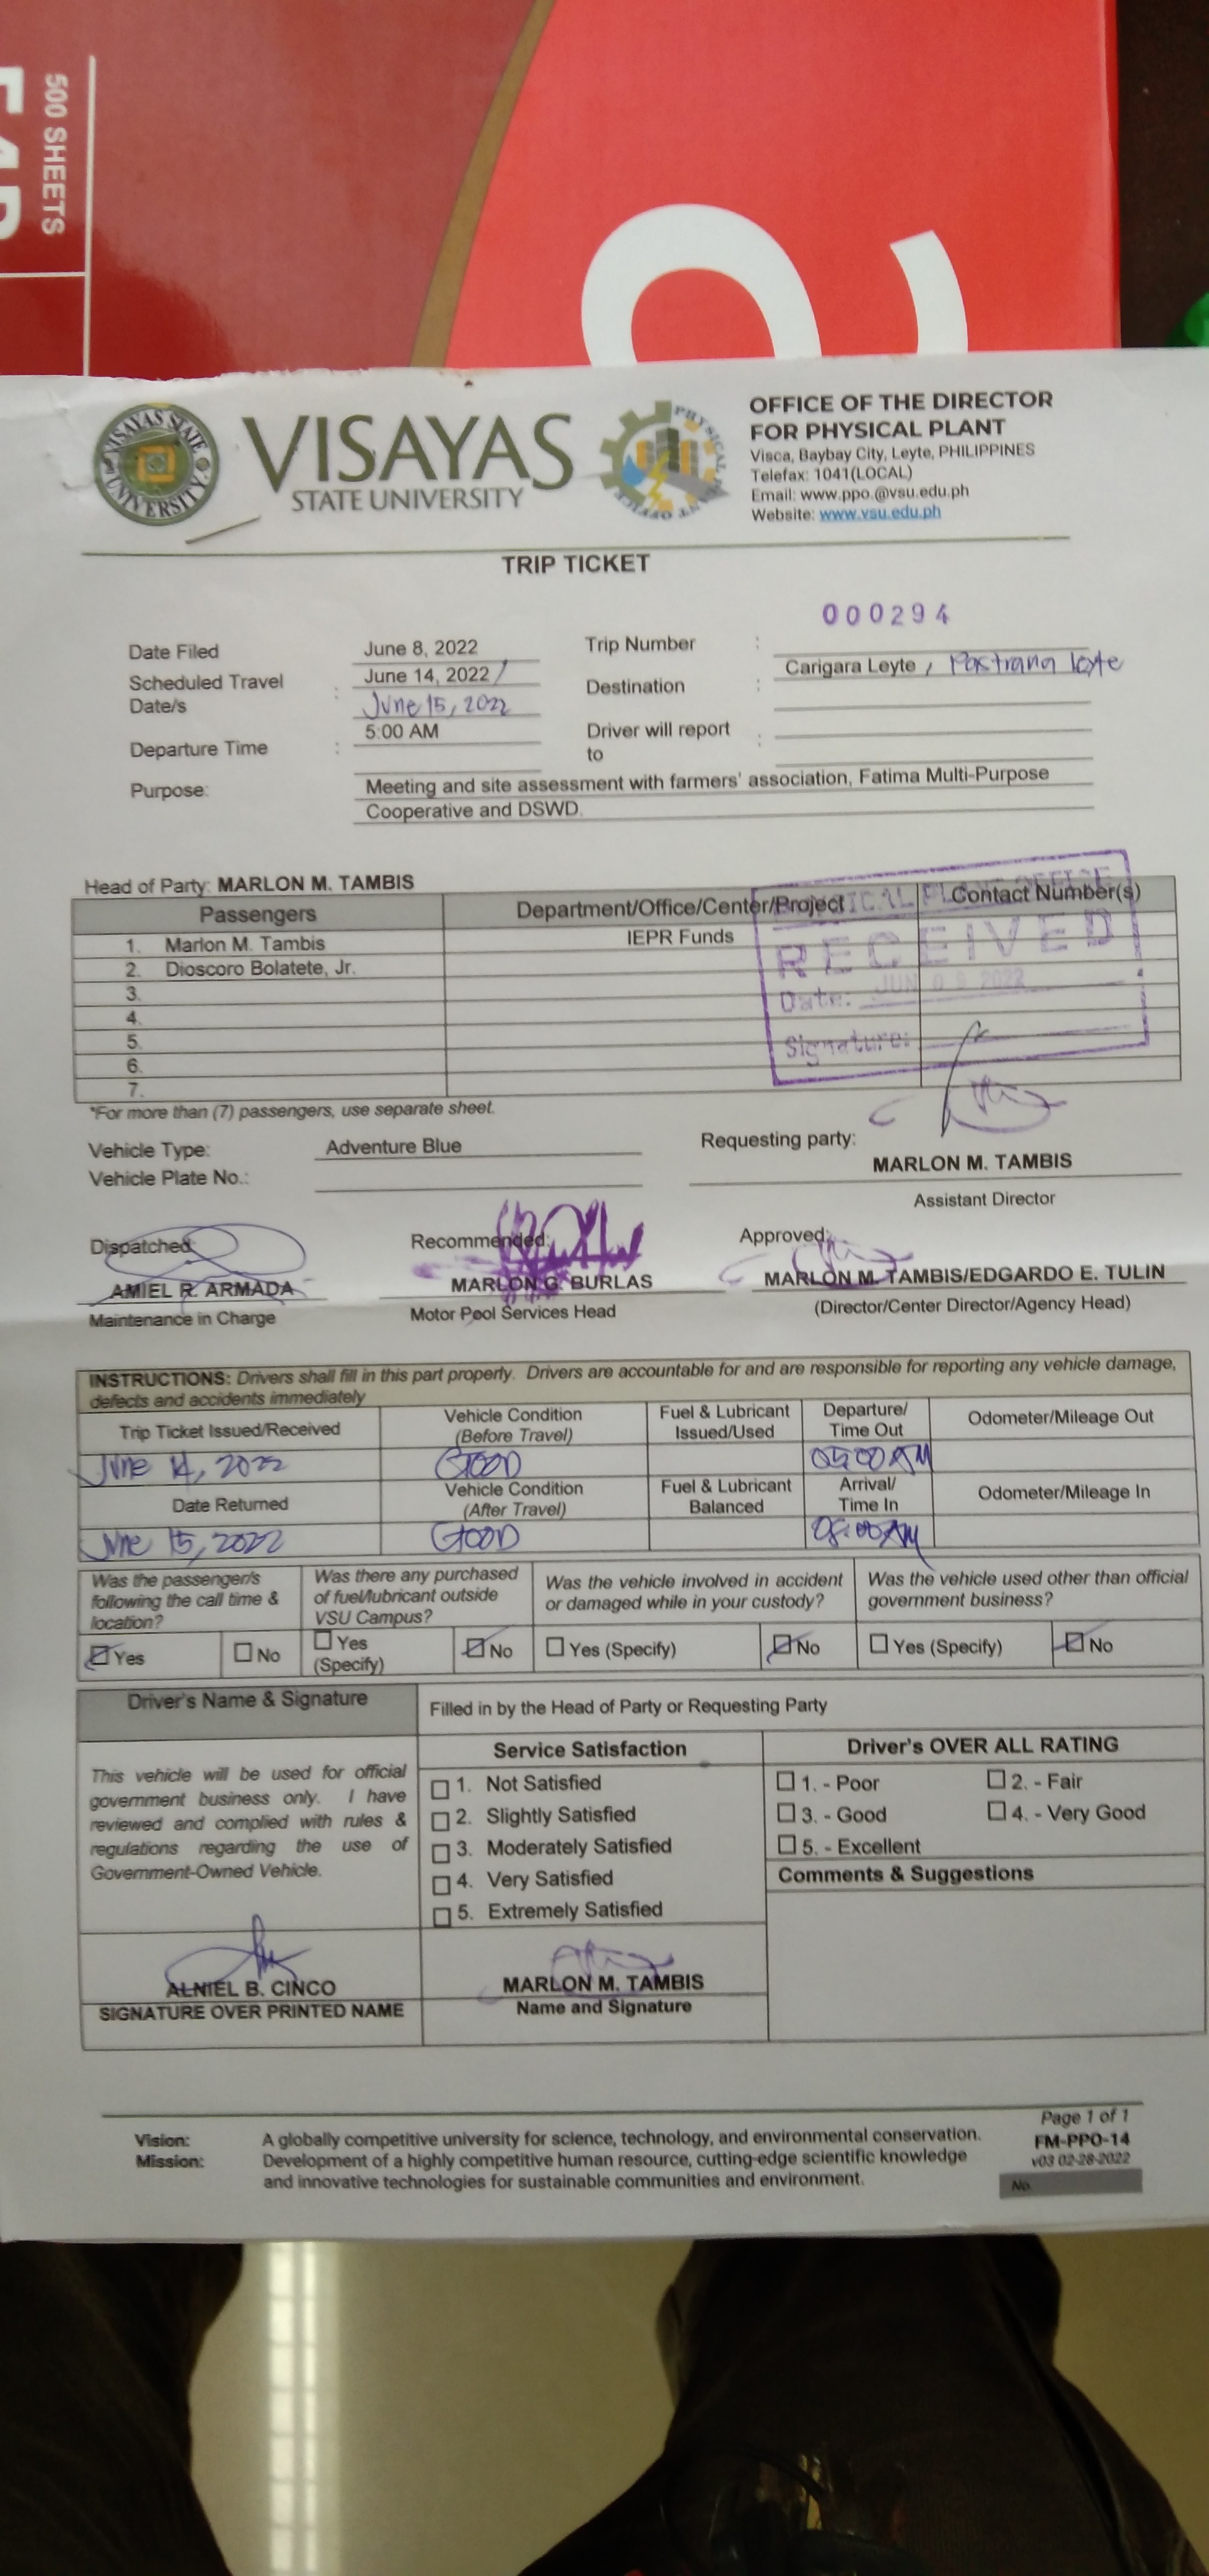 500 SHEETS
VISAYAS STATE UNIVERSITY
VISAYAS
STATE UNIVERSITY
OFFICE OF THE DIRECTOR
FOR PHYSICAL PLANT
Visca, Baybay City, Leyte, PHILIPPINES
Telefax: 1041(LOCAL)
Email: www.ppo.@vsu.edu.ph
Website: www.vsu.edu.ph
TRIP TICKET
000294
Date Filed June 8, 2022 Trip Number :
Scheduled Travel Date/s : June 14, 2022 / June 15, 2022 Destination : Carigara Leyte , Pastrana Leyte
Departure Time : 5:00 AM Driver will report to :
Purpose: Meeting and site assessment with farmers' association, Fatima Multi-Purpose
Cooperative and DSWD.
Head of Party: MARLON M. TAMBIS
Passengers Department/Office/Center/Project Contact Number(s)
1. Marlon M. Tambis IEPR Funds
2. Dioscoro Bolatete, Jr.
3.
4.
5.
6.
7.
RECEIVED
Date: JUN 09 2022
Signature:
*For more than (7) passengers, use separate sheet.
Vehicle Type: Adventure Blue
Vehicle Plate No.:
Requesting party:
MARLON M. TAMBIS
Assistant Director
Dispatched: Recommended: Approved:
AMIEL R. ARMADA MARLON G. BURLAS MARLON M. TAMBIS/EDGARDO E. TULIN
Maintenance in Charge Motor Pool Services Head (Director/Center Director/Agency Head)
INSTRUCTIONS: Drivers shall fill in this part properly. Drivers are accountable for and are responsible for reporting any vehicle damage,
defects and accidents immediately
Trip Ticket Issued/Received Vehicle Condition (Before Travel) Fuel & Lubricant Issued/Used Departure/ Time Out Odometer/Mileage Out
June 14, 2022 GOOD 05:00 AM
Date Returned Vehicle Condition (After Travel) Fuel & Lubricant Balanced Arrival/ Time In Odometer/Mileage In
June 15, 2022 GOOD 08:00 AM
Was the passenger/s following the call time & location? Was there any purchased of fuel/lubricant outside VSU Campus? Was the vehicle involved in accident or damaged while in your custody? Was the vehicle used other than official government business?
Yes No Yes (Specify) No Yes (Specify) No Yes (Specify) No
Driver's Name & Signature Filled in by the Head of Party or Requesting Party
This vehicle will be used for official
government business only. I have
reviewed and complied with rules &
regulations regarding the use of
Government-Owned Vehicle.
Service Satisfaction
1. Not Satisfied
2. Slightly Satisfied
3. Moderately Satisfied
4. Very Satisfied
5. Extremely Satisfied
Driver's OVER ALL RATING
1. - Poor 2. - Fair
3. - Good 4. - Very Good
5. - Excellent
Comments & Suggestions
ALNIEL B. CINCO
SIGNATURE OVER PRINTED NAME
MARLON M. TAMBIS
Name and Signature
Vision: A globally competitive university for science, technology, and environmental conservation.
Mission: Development of a highly competitive human resource, cutting-edge scientific knowledge
and innovative technologies for sustainable communities and environment.
Page 1 of 1
FM-PPO-14
v03 02-28-2022
No.